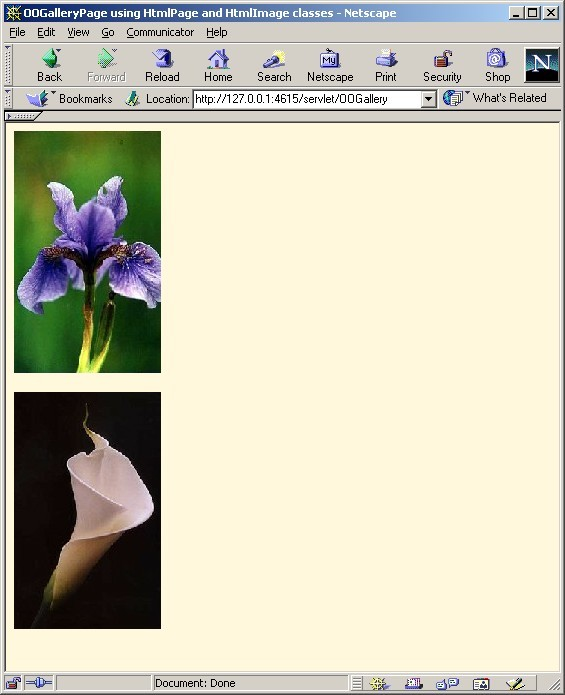 OOGalleryPage using HtmlPage and HtmlImage classes - Netscape
File Edit View Go Communicator Help
N
My
Back Forward Reload Home Search Netscape Print Security Shop
Bookmarks Location: http://127.0.0.1:4615/servlet/OOGallery What's Related
Document: Done